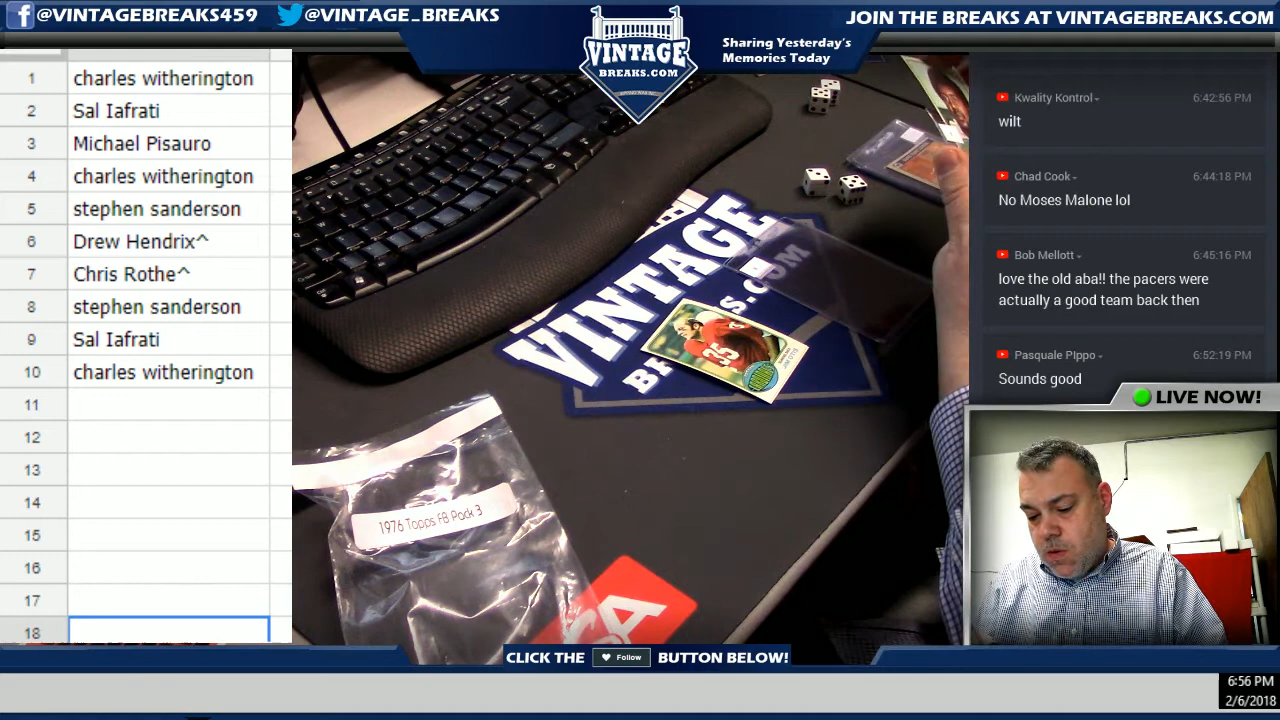 @VINTAGEBREAKS459
@VINTAGE_BREAKS
VINTAGE
BREAKS.COM
Sharing Yesterday's
Memories Today
JOIN THE BREAKS AT VINTAGEBREAKS.COM
1 charles witherington
2 Sal Iafrati
3 Michael Pisauro
4 charles witherington
5 stephen sanderson
6 Drew Hendrix^
7 Chris Rothe^
8 stephen sanderson
9 Sal Iafrati
10 charles witherington
11
12
13
14
15
16
17
18
VINTAGE
35
JIM OTIS
1976 Topps FB Pack 3
Kwality Kontrol 6:42:56 PM
wilt
Chad Cook 6:44:18 PM
No Moses Malone lol
Bob Mellott 6:45:16 PM
love the old aba!! the pacers were
actually a good team back then
Pasquale PIppo 6:52:19 PM
Sounds good
LIVE NOW!
CLICK THE Follow BUTTON BELOW!
6:56 PM
2/6/2018